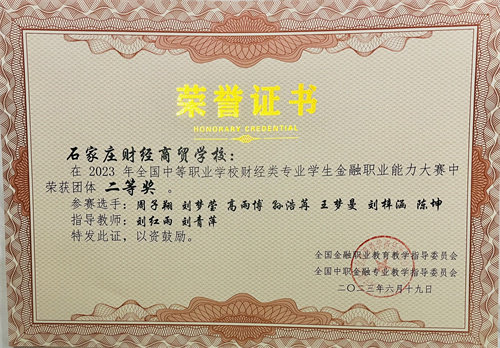 荣誉证书
HONORARY CREDENTIAL
石家庄财经商贸学校：
在 2023 年全国中等职业学校财经类专业学生金融职业能力大赛中
荣获团体 二等奖 。
参赛选手：周子翔 刘梦莹 高雨博 孙浩苒 王梦曼 刘梓涵 陈坤
指导教师：刘红雨 刘青萍
特发此证，以资鼓励。
全国金融职业教育教学指导委员会
全国中职金融专业教学指导委员会
二〇二三年六月十九日